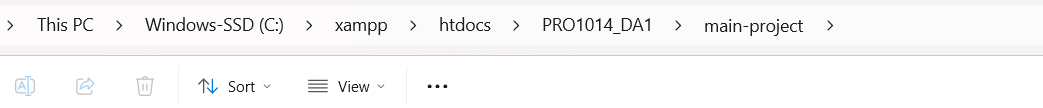 This PC > Windows-SSD (C:) > xampp > htdocs > PRO1014_DA1 > main-project >
Sort View